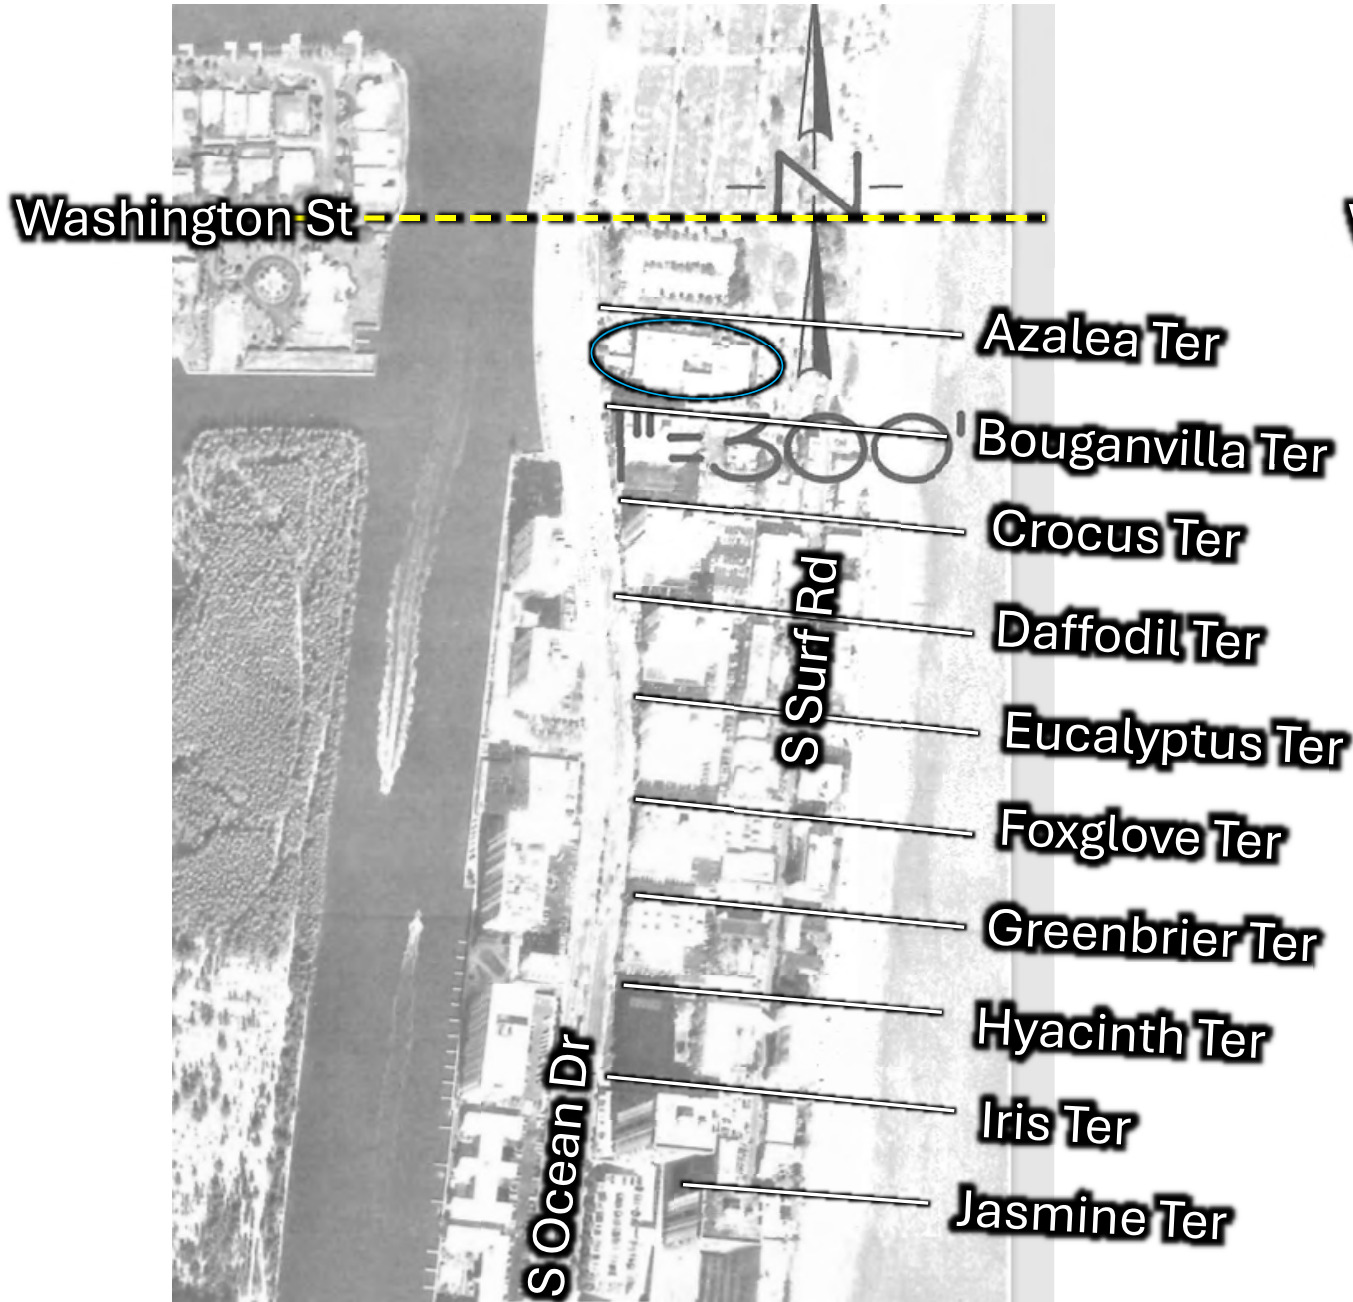 N
Washington St
Azalea Ter
1"=300'
Bouganvilla Ter
Crocus Ter
S Surf Rd
Daffodil Ter
Eucalyptus Ter
Foxglove Ter
Greenbrier Ter
Hyacinth Ter
S Ocean Dr
Iris Ter
Jasmine Ter